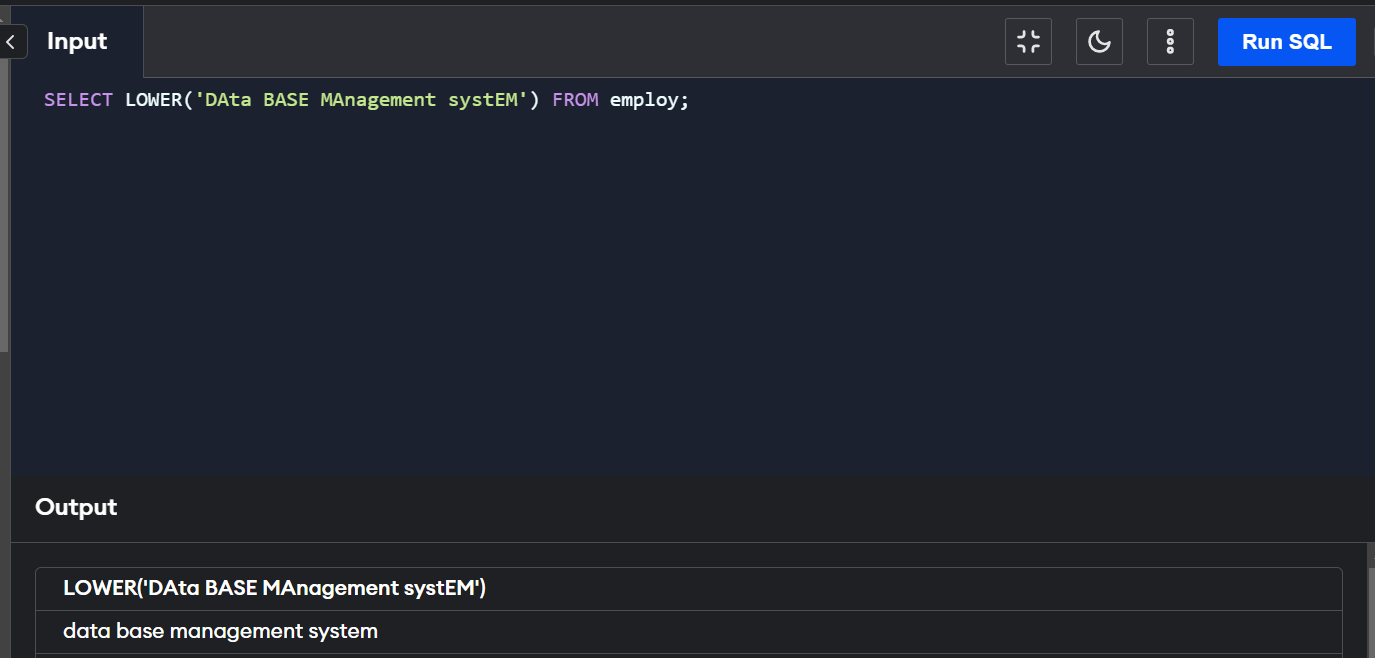 Input
Run SQL
SELECT LOWER('DAta BASE MAnagement systEM') FROM employ;
Output
LOWER('DAta BASE MAnagement systEM')
data base management system